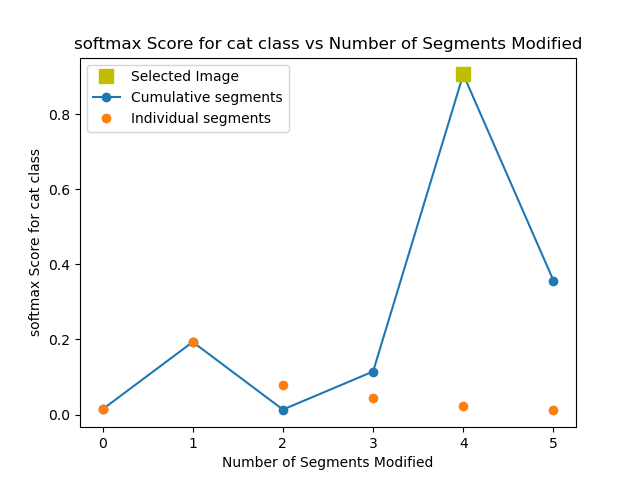 softmax Score for cat class vs Number of Segments Modified
Selected Image
Cumulative segments
Individual segments
softmax Score for cat class
0.8
0.6
0.4
0.2
0.0
0 1 2 3 4 5
Number of Segments Modified